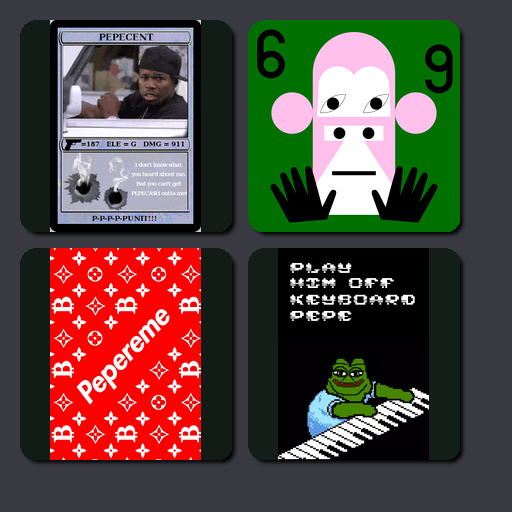 PEPECENT
=187 ELE = G DMG = 911
I don't know what
you heard about me.
But you can't get
PEPECASH outta me!
P-P-P-P-PUNIT!!!
6 9
Pepereme
PLAY
HIM OFF
KEYBOARD
PEPE